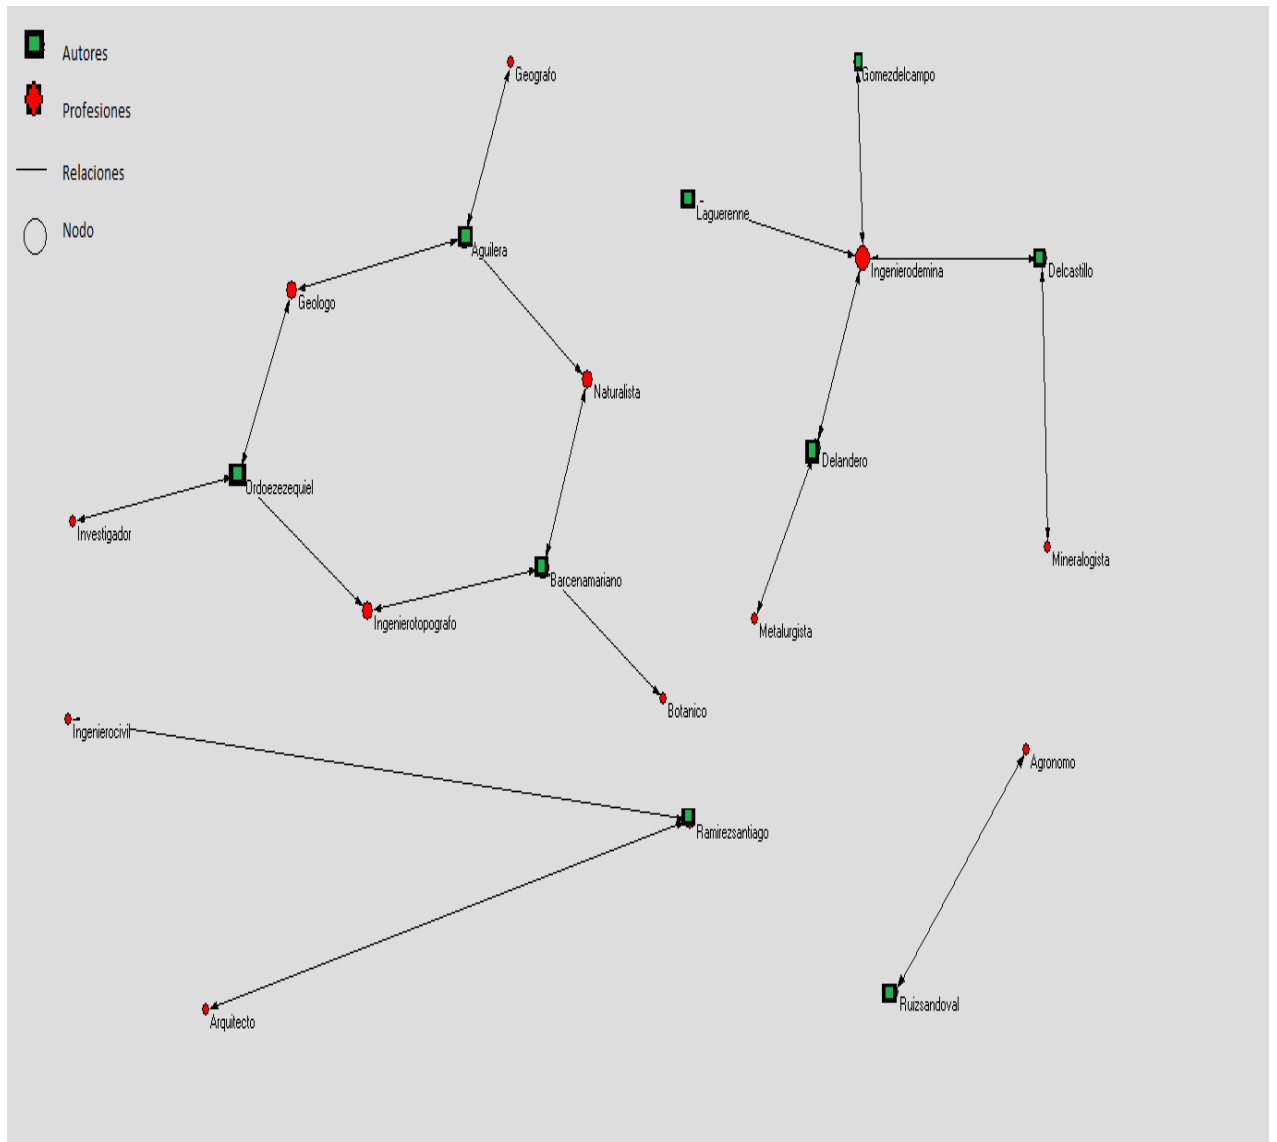 Autores
Profesiones
Relaciones
Nodo
Geografo
Gomezdelcampo
Laguerenne
Aguilera
Ingenierodemina
Delcastillo
Geologo
Naturalista
Delandero
Ordoezezequiel
Investigador
Mineralogista
Barcenamariano
Ingenierotopografo
Metalurgista
Botanico
Ingenierocivil
Agronomo
Ramirezsantiago
Ruizsandoval
Arquitecto